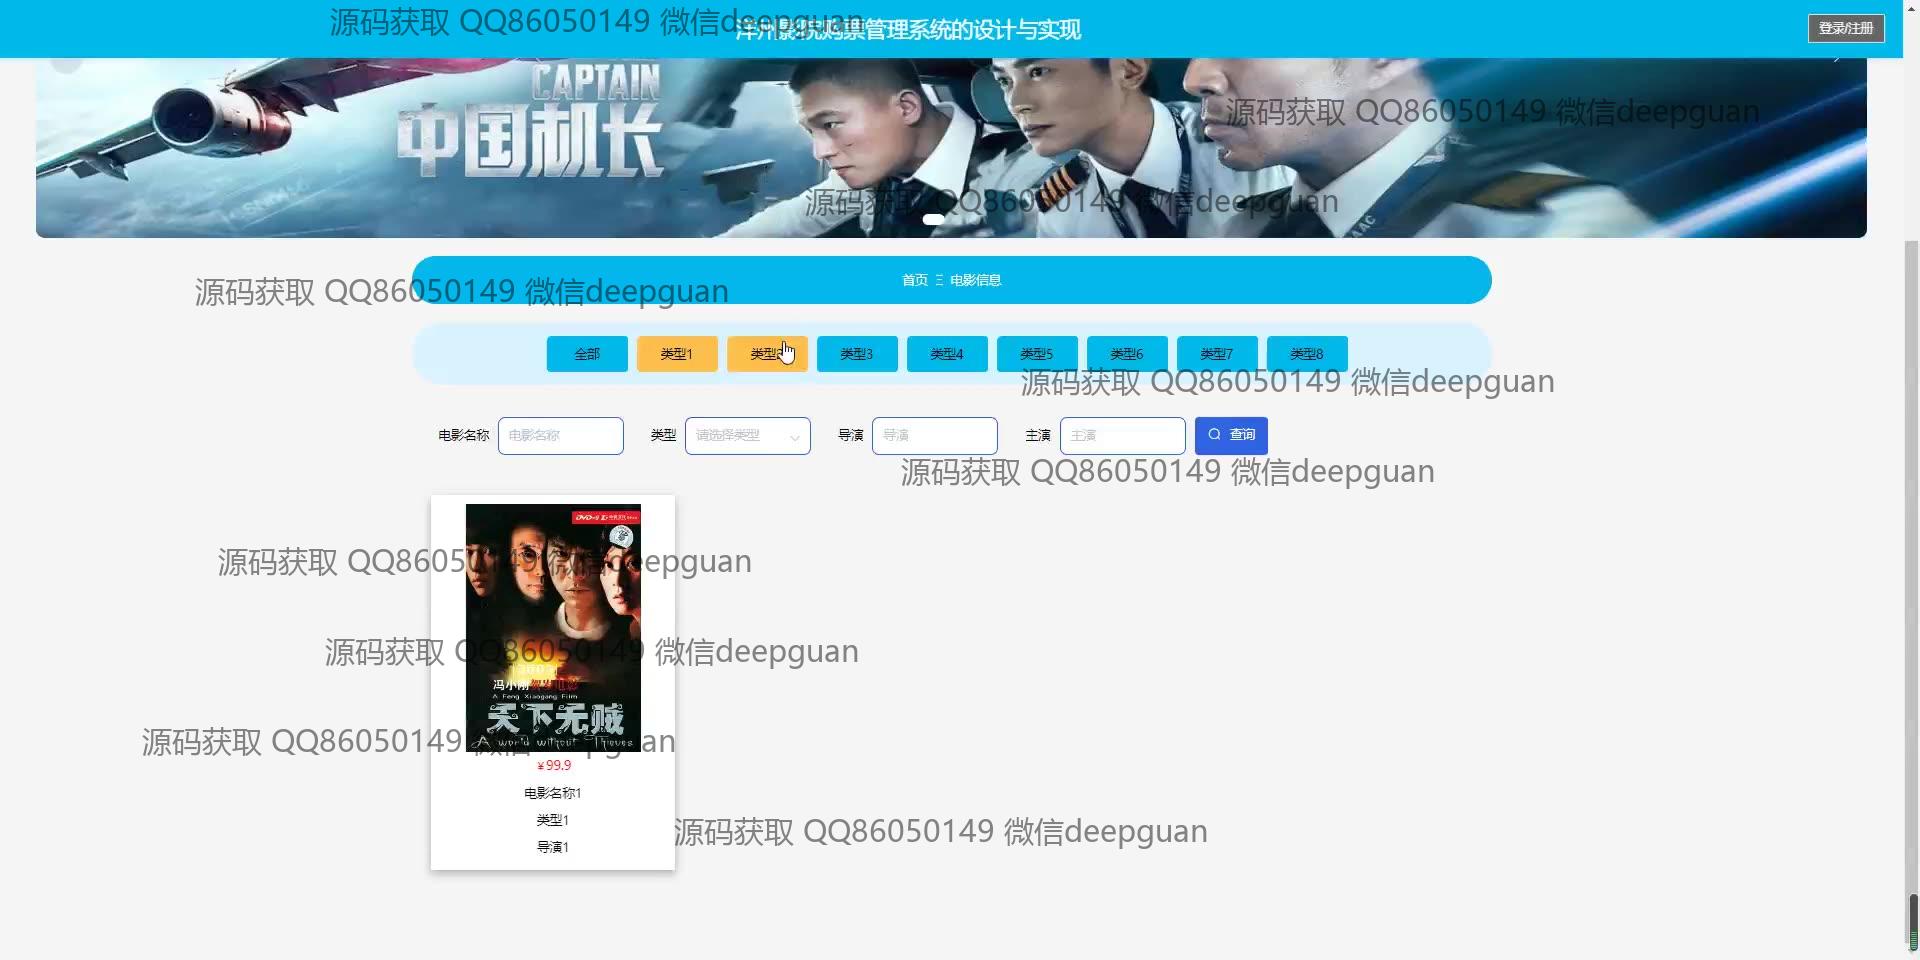 源码获取 QQ86050149 微信deepguan
洋州影院购票管理系统的设计与实现
登录/注册
CAPTAIN
中国机长
源码获取 QQ86050149 微信deepguan
源码获取 QQ86050149 微信deepguan
首页 Ξ 电影信息
源码获取 QQ86050149 微信deepguan
全部 类型1 类型2 类型3 类型4 类型5 类型6 类型7 类型8
源码获取 QQ86050149 微信deepguan
电影名称 电影名称 类型 请选择类型 导演 导演 主演 主演 查询
源码获取 QQ86050149 微信deepguan
源码获取 QQ86050149 微信deepguan
源码获取 QQ86050149 微信deepguan
冯小刚贺岁电影
A Feng Xiaogang Film
天下无贼
A world without Thieves
源码获取 QQ86050149 微信deepguan
￥99.9
电影名称1
类型1
导演1
源码获取 QQ86050149 微信deepguan